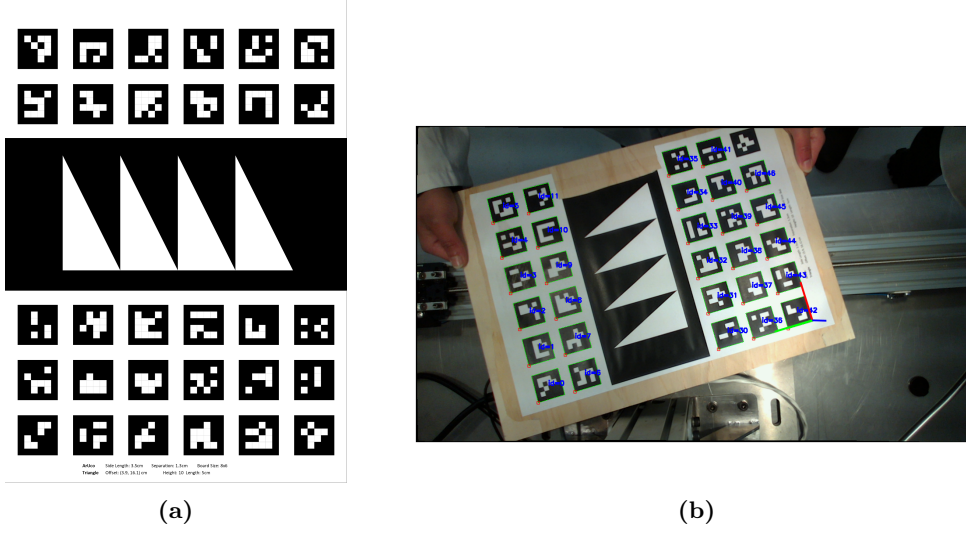 ArUco Side Length: 3.5cm Separation: 1.3cm Board Size: 8x6
Triangle Offset: (3.9, 16.1) cm Height: 10 Length: 5cm
id=35
id=41
id=34
id=40
id=46
id=11
id=33
id=39
id=45
id=10
id=4
id=32
id=38
id=44
id=3
id=9
id=31
id=37
id=43
id=2
id=8
id=30
id=36
id=42
id=1
id=7
id=0
id=6
(a)
(b)